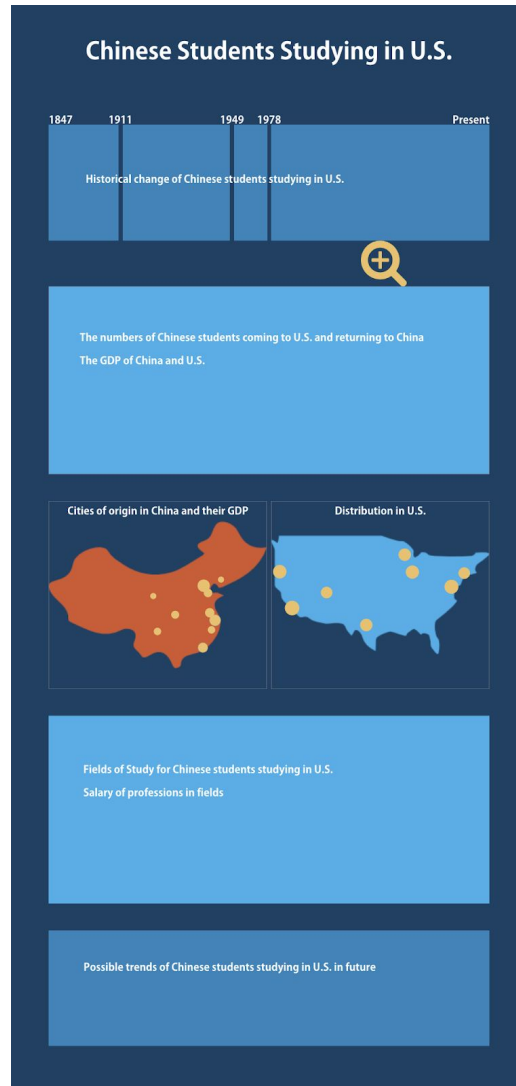 Chinese Students Studying in U.S.
1847 1911 1949 1978 Present
Historical change of Chinese students studying in U.S.
The numbers of Chinese students coming to U.S. and returning to China
The GDP of China and U.S.
Cities of origin in China and their GDP
Distribution in U.S.
Fields of Study for Chinese students studying in U.S.
Salary of professions in fields
Possible trends of Chinese students studying in U.S. in future